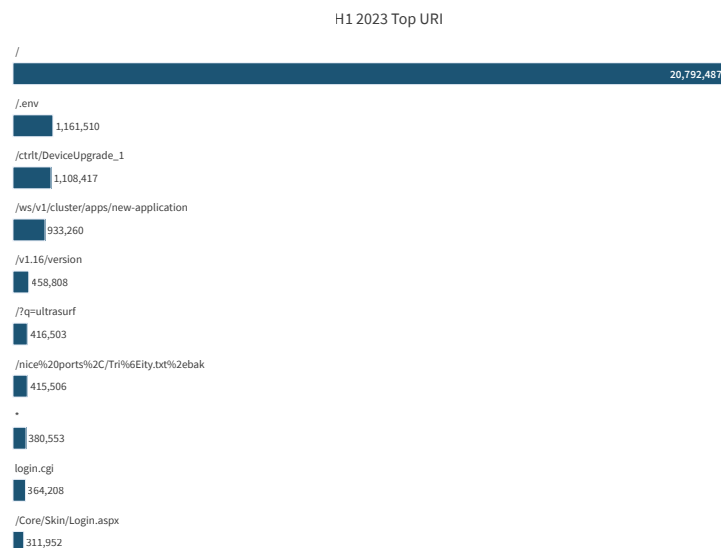 H1 2023 Top URI
/
20,792,487
/.env
1,161,510
/ctrlt/DeviceUpgrade_1
1,108,417
/ws/v1/cluster/apps/new-application
933,260
/v1.16/version
458,808
/?q=ultrasurf
416,503
/nice%20ports%2C/Tri%6Eity.txt%2ebak
415,506
*
380,553
login.cgi
364,208
/Core/Skin/Login.aspx
311,952